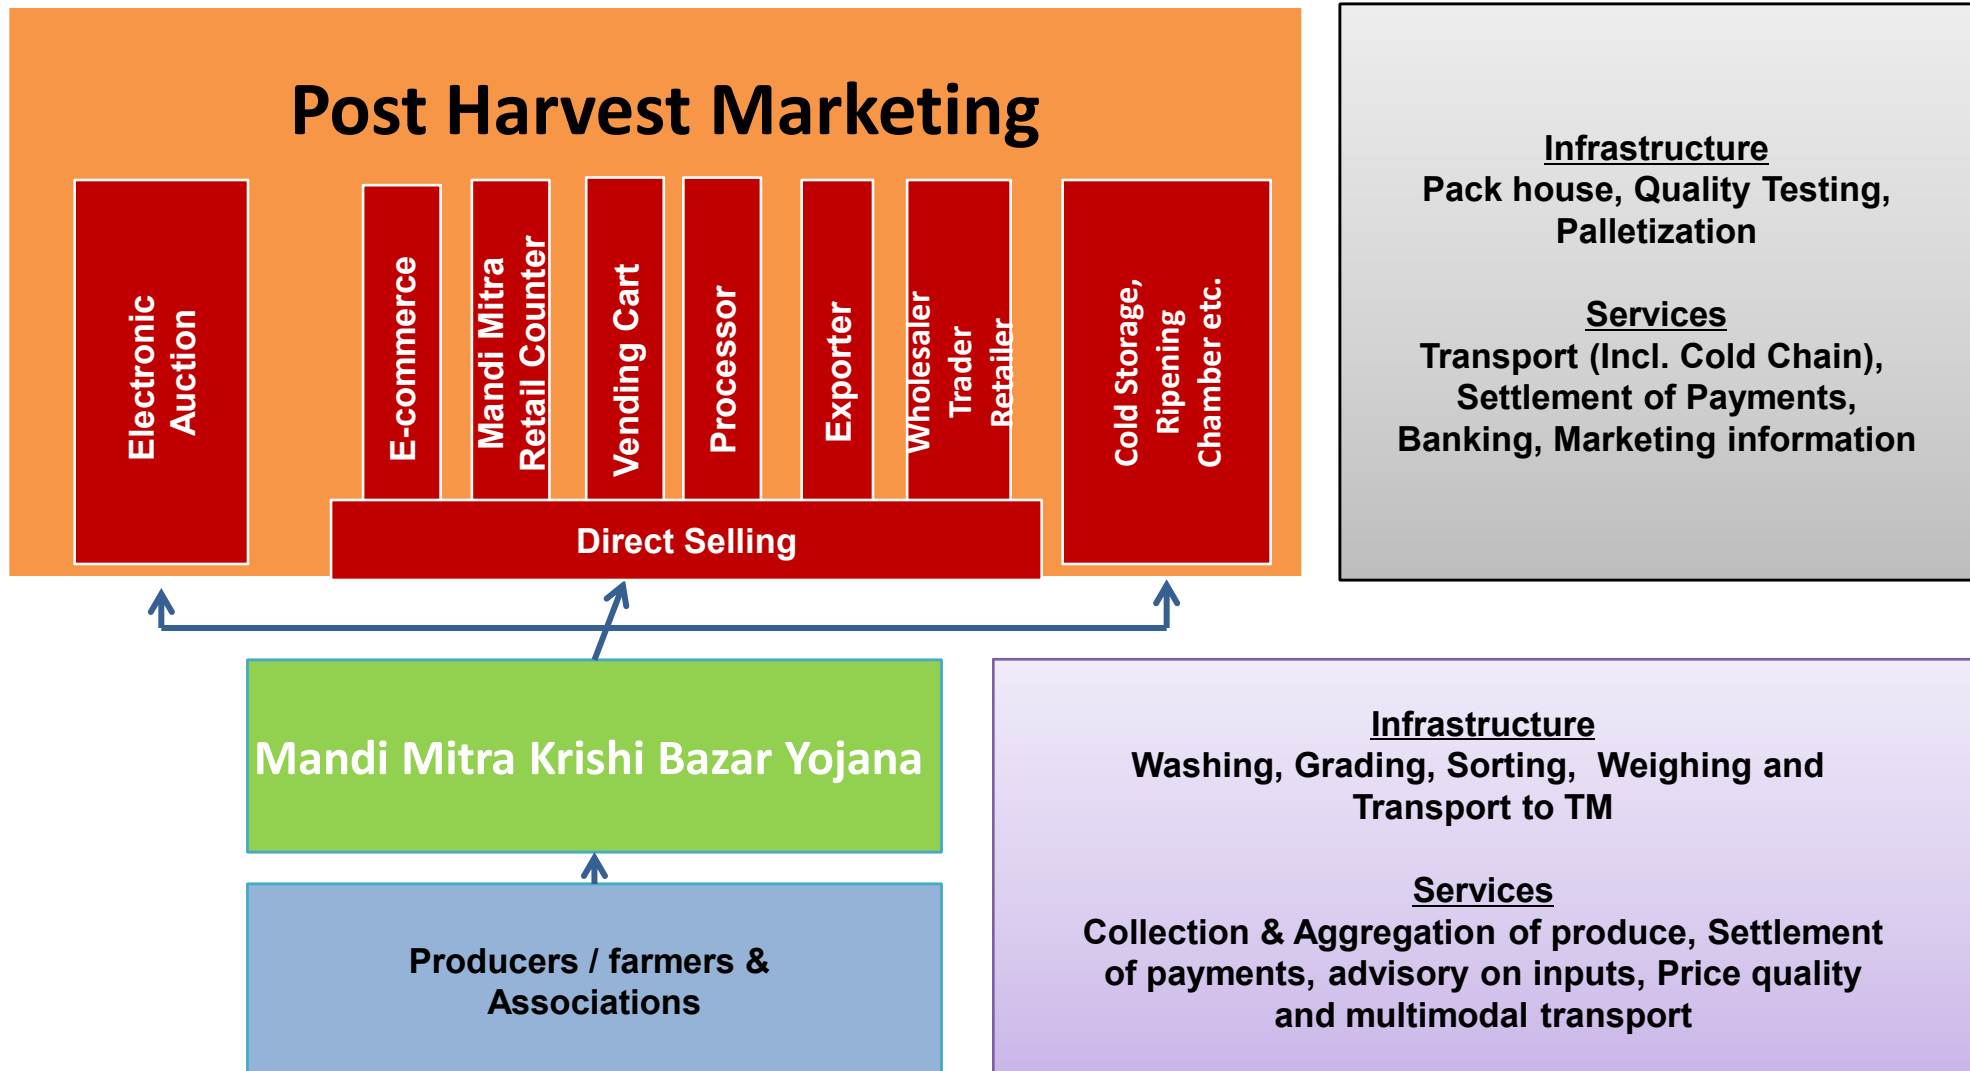 Post Harvest Marketing
Electronic
Auction
E-commerce
Mandi Mitra
Retail Counter
Vending Cart
Processor
Exporter
Wholesaler
Trader
Retailer
Cold Storage,
Ripening
Chamber etc.
Direct Selling
Infrastructure
Pack house, Quality Testing,
Palletization
Services
Transport (Incl. Cold Chain),
Settlement of Payments,
Banking, Marketing information
Mandi Mitra Krishi Bazar Yojana
Producers / farmers &
Associations
Infrastructure
Washing, Grading, Sorting,  Weighing and
Transport to TM
Services
Collection & Aggregation of produce, Settlement
of payments, advisory on inputs, Price quality
and multimodal transport